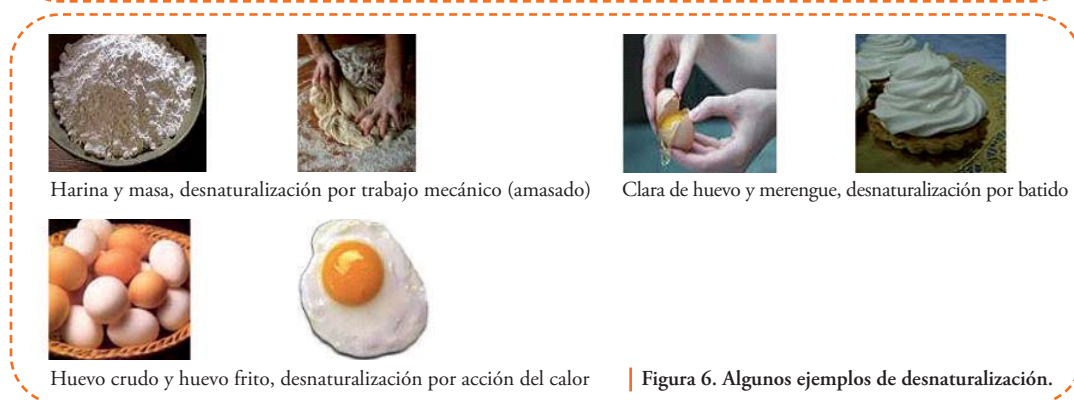 Harina y masa, desnaturalización por trabajo mecánico (amasado)
Clara de huevo y merengue, desnaturalización por batido
Huevo crudo y huevo frito, desnaturalización por acción del calor
Figura 6. Algunos ejemplos de desnaturalización.